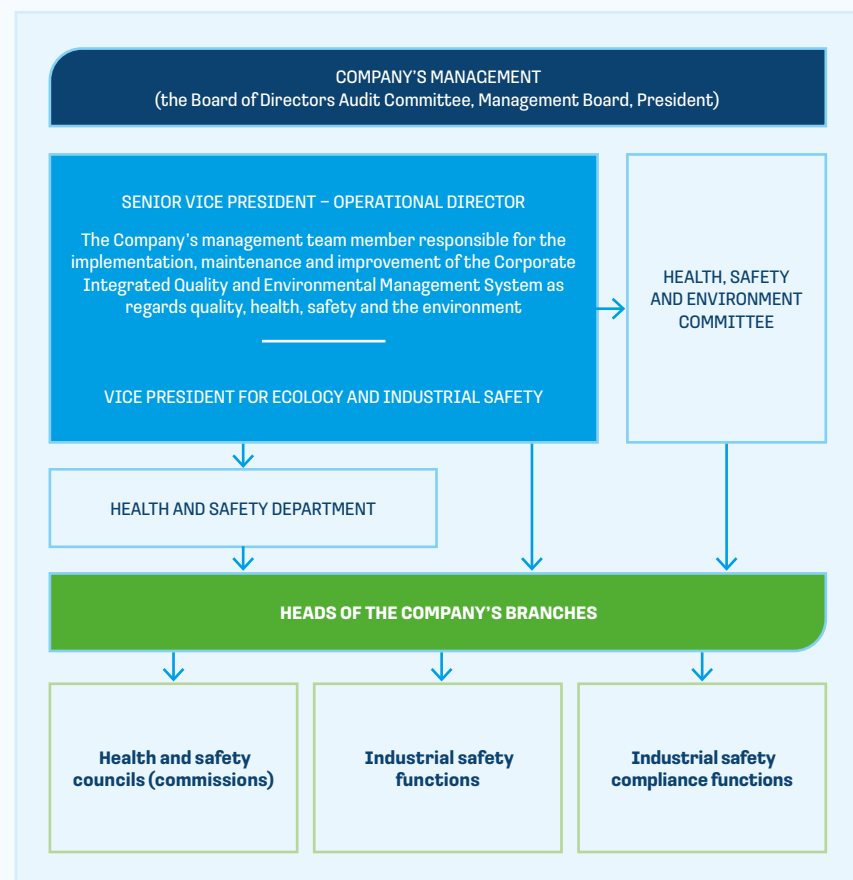 COMPANY'S MANAGEMENT
(the Board of Directors Audit Committee, Management Board, President)
SENIOR VICE PRESIDENT – OPERATIONAL DIRECTOR
The Company's management team member responsible for the
implementation, maintenance and improvement of the Corporate
Integrated Quality and Environmental Management System as
regards quality, health, safety and the environment
VICE PRESIDENT FOR ECOLOGY AND INDUSTRIAL SAFETY
HEALTH, SAFETY
AND ENVIRONMENT
COMMITTEE
HEALTH AND SAFETY DEPARTMENT
HEADS OF THE COMPANY'S BRANCHES
Health and safety
councils (commissions)
Industrial safety
functions
Industrial safety
compliance functions